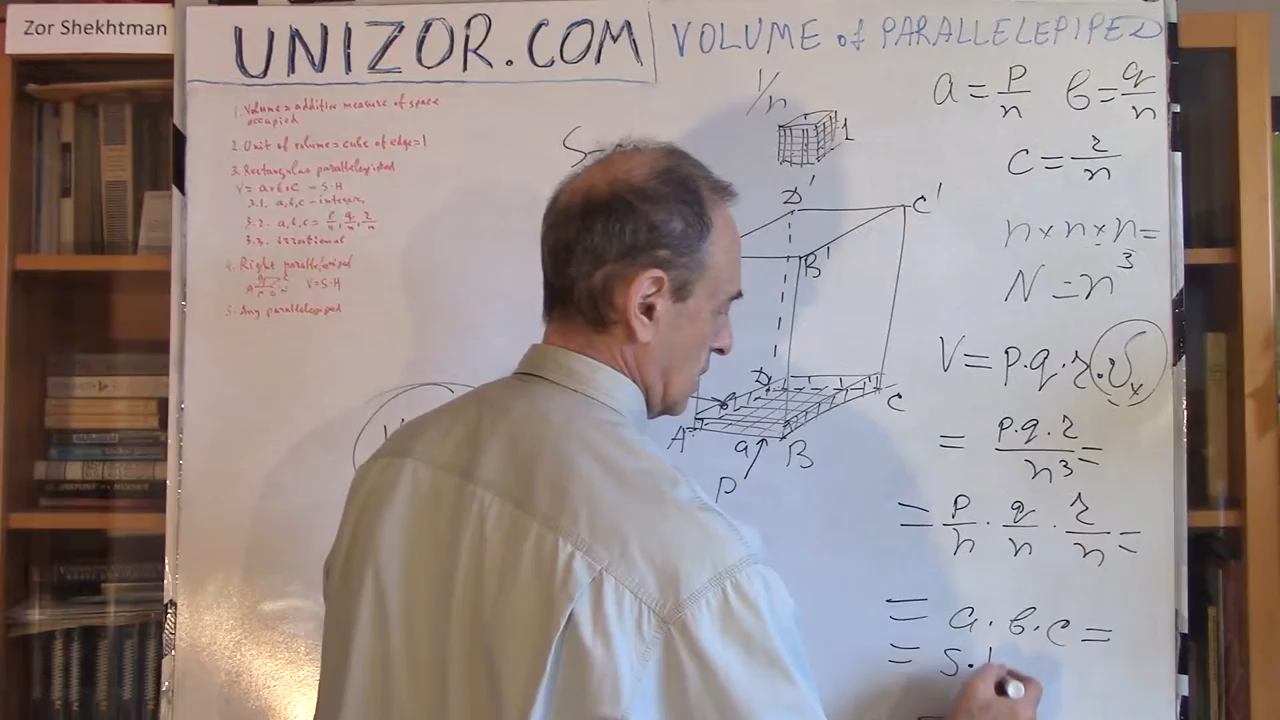 Zor Shekhtman
UNIZOR.COM
VOLUME of PARALLELEPIPED
1. Volume = additive measure of space
occupied
2. Unit of volume = cube of edge = 1
3. Rectangular parallelepiped
V = a·b·c = S·H
3.1. a, b, c - integers
3.2. a, b, c = p/n, q/n, r/n
3.3. irrational
4. Right parallelepiped
V = S·H
5. Any parallelepiped
1/n
1
D'
C'
B'
D
C
A
a
B
p
a = p/n b = q/n
c = r/n
n×n×n =
N = n³
V = p·q·r·
= p·q·r/n³ =
= p/n · q/n · r/n =
= a·b·c =
= S·